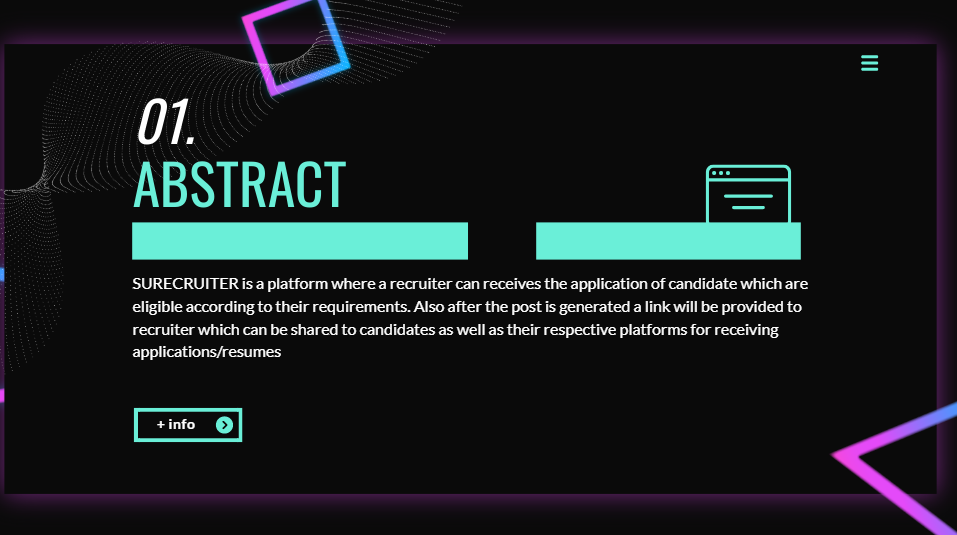 01.
ABSTRACT
SURECRUITER is a platform where a recruiter can receives the application of candidate which are
eligible according to their requirements. Also after the post is generated a link will be provided to
recruiter which can be shared to candidates as well as their respective platforms for receiving
applications/resumes
+ info